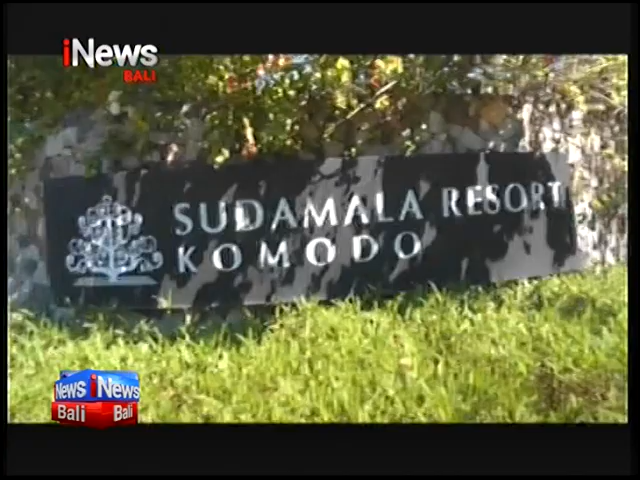 iNews
BALI
SUDAMALA RESORT
KOMODO
News iNews
Bali Bali